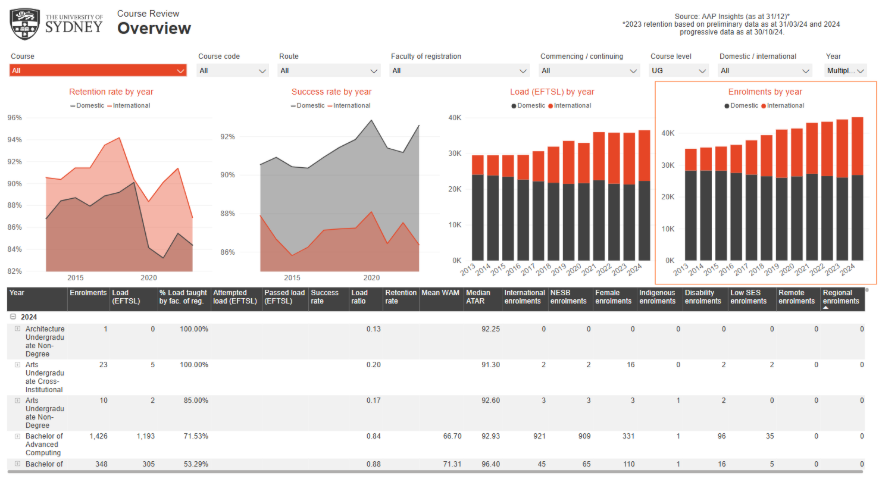 THE UNIVERSITY OF
SYDNEY
Course Review
Overview
Source: AAP Insights (as at 31/12)*
*2023 retention based on preliminary data as at 31/03/24 and 2024
progressive data as at 30/10/24.
Course Course code Route Faculty of registration Commencing / continuing Course level Domestic / international Year
All All All All All UG All Multipl...
Retention rate by year
Domestic International
96%
94%
92%
90%
88%
86%
84%
82%
2015 2020
Success rate by year
Domestic International
92%
90%
88%
86%
2015 2020
Load (EFTSL) by year
Domestic International
40K
30K
20K
10K
0K
2013 2014 2015 2016 2017 2018 2019 2020 2021 2022 2023 2024
Enrolments by year
Domestic International
40K
30K
20K
10K
0K
2013 2014 2015 2016 2017 2018 2019 2020 2021 2022 2023 2024
Year Enrolments Load (EFTSL) % Load taught by fac. of reg. Attempted load (EFTSL) Passed load (EFTSL) Success rate Load ratio Retention rate Mean WAM Median ATAR International enrolments NESB enrolments Female enrolments Indigenous enrolments Disability enrolments Low SES enrolments Remote enrolments Regional enrolments
2024
Architecture Undergradu ate Non- Degree 1 0 100.00% 0.13 92.25 0 0 0 0 0 0 0 0
Arts Undergradu ate Cross- Institutional 23 5 100.00% 0.20 91.30 2 2 16 0 2 2 0 0
Arts Undergradu ate Non- Degree 10 2 85.00% 0.17 92.60 3 3 3 1 2 0 0 0
Bachelor of Advanced Computing 1,426 1,193 71.53% 0.84 66.70 92.93 921 909 331 1 96 35 0 0
Bachelor of 348 305 53.29% 0.88 71.31 96.40 45 65 110 1 16 5 0 0